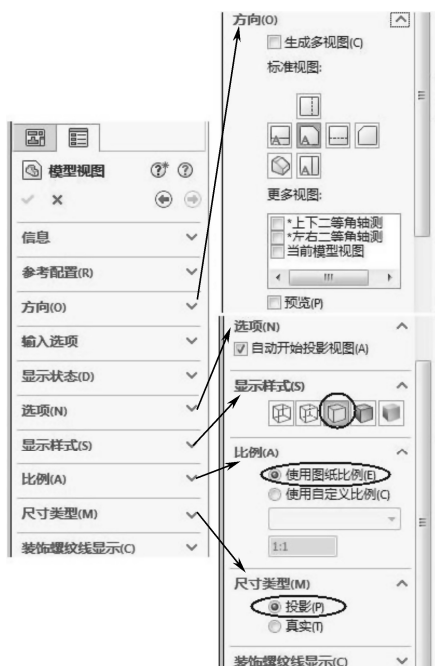 模型视图
信息
参考配置(R)
方向(O)
输入选项
显示状态(D)
选项(N)
显示样式(S)
比例(A)
尺寸类型(M)
装饰螺纹线显示(C)
方向(O)
生成多视图(C)
标准视图:
更多视图:
*上下二等角轴测
*左右二等角轴测
当前模型视图
预览(P)
选项(N)
自动开始投影视图(A)
显示样式(S)
比例(A)
使用图纸比例(E)
使用自定义比例(C)
1:1
尺寸类型(M)
投影(P)
真实(T)
装饰螺纹线显示(C)